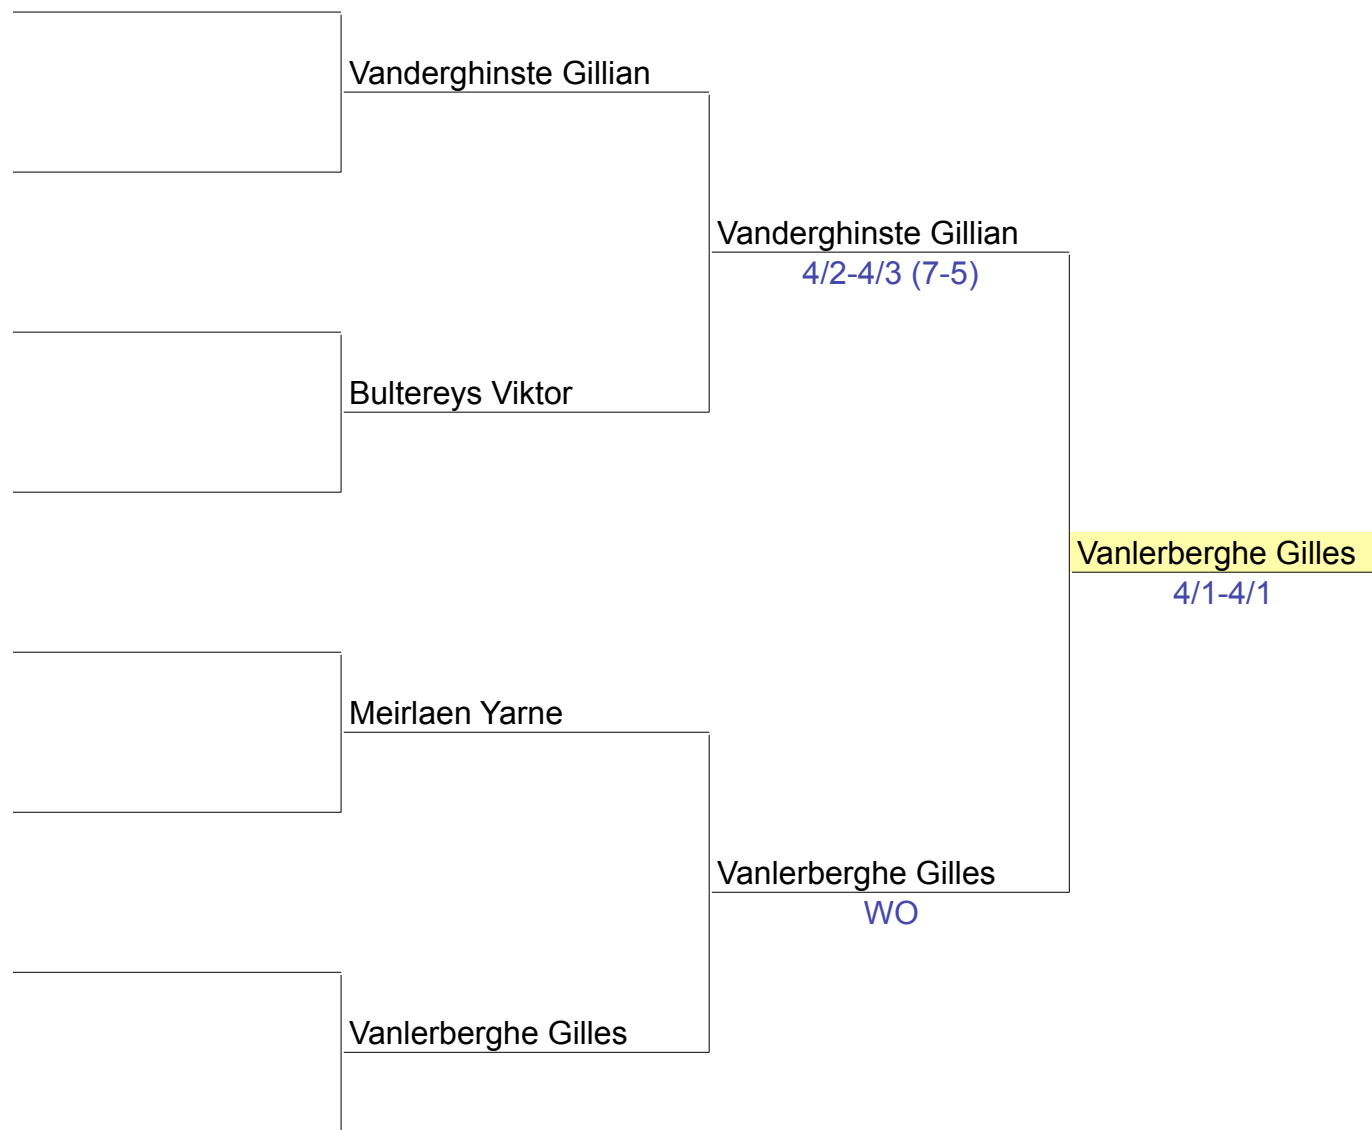 Vanderghinste Gillian
Vanderghinste Gillian
4/2-4/3 (7-5)
Bultereys Viktor
Vanlerberghe Gilles
4/1-4/1
Meirlaen Yarne
Vanlerberghe Gilles
WO
Vanlerberghe Gilles